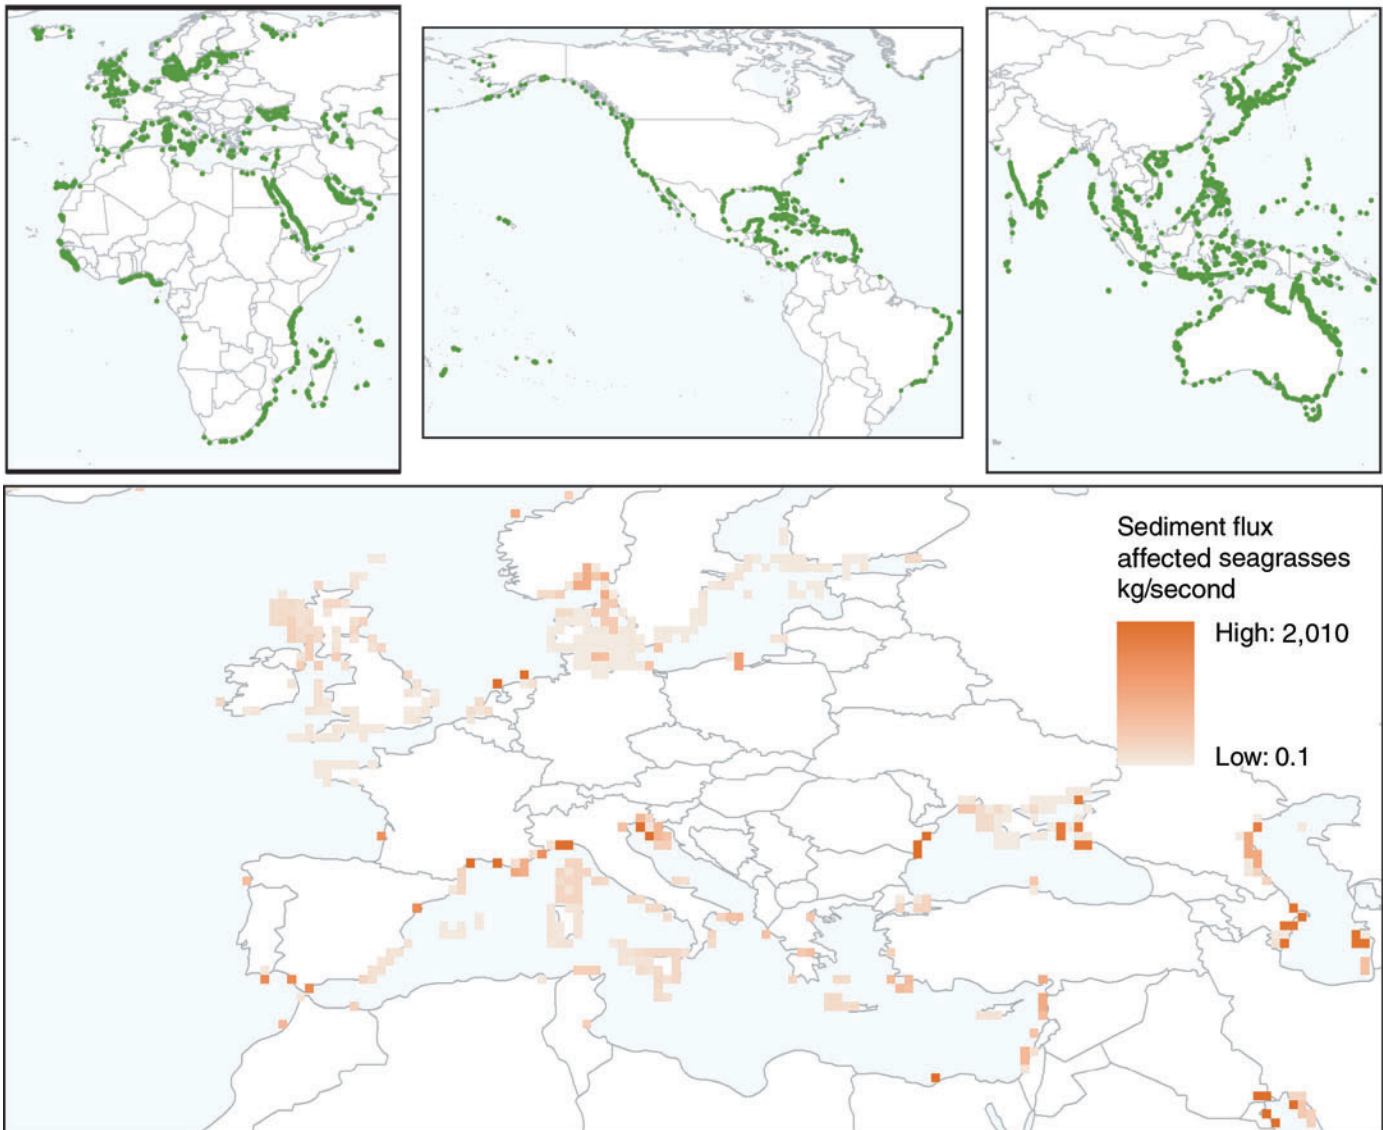 Sediment flux
affected seagrasses
kg/second
High: 2,010
Low: 0.1